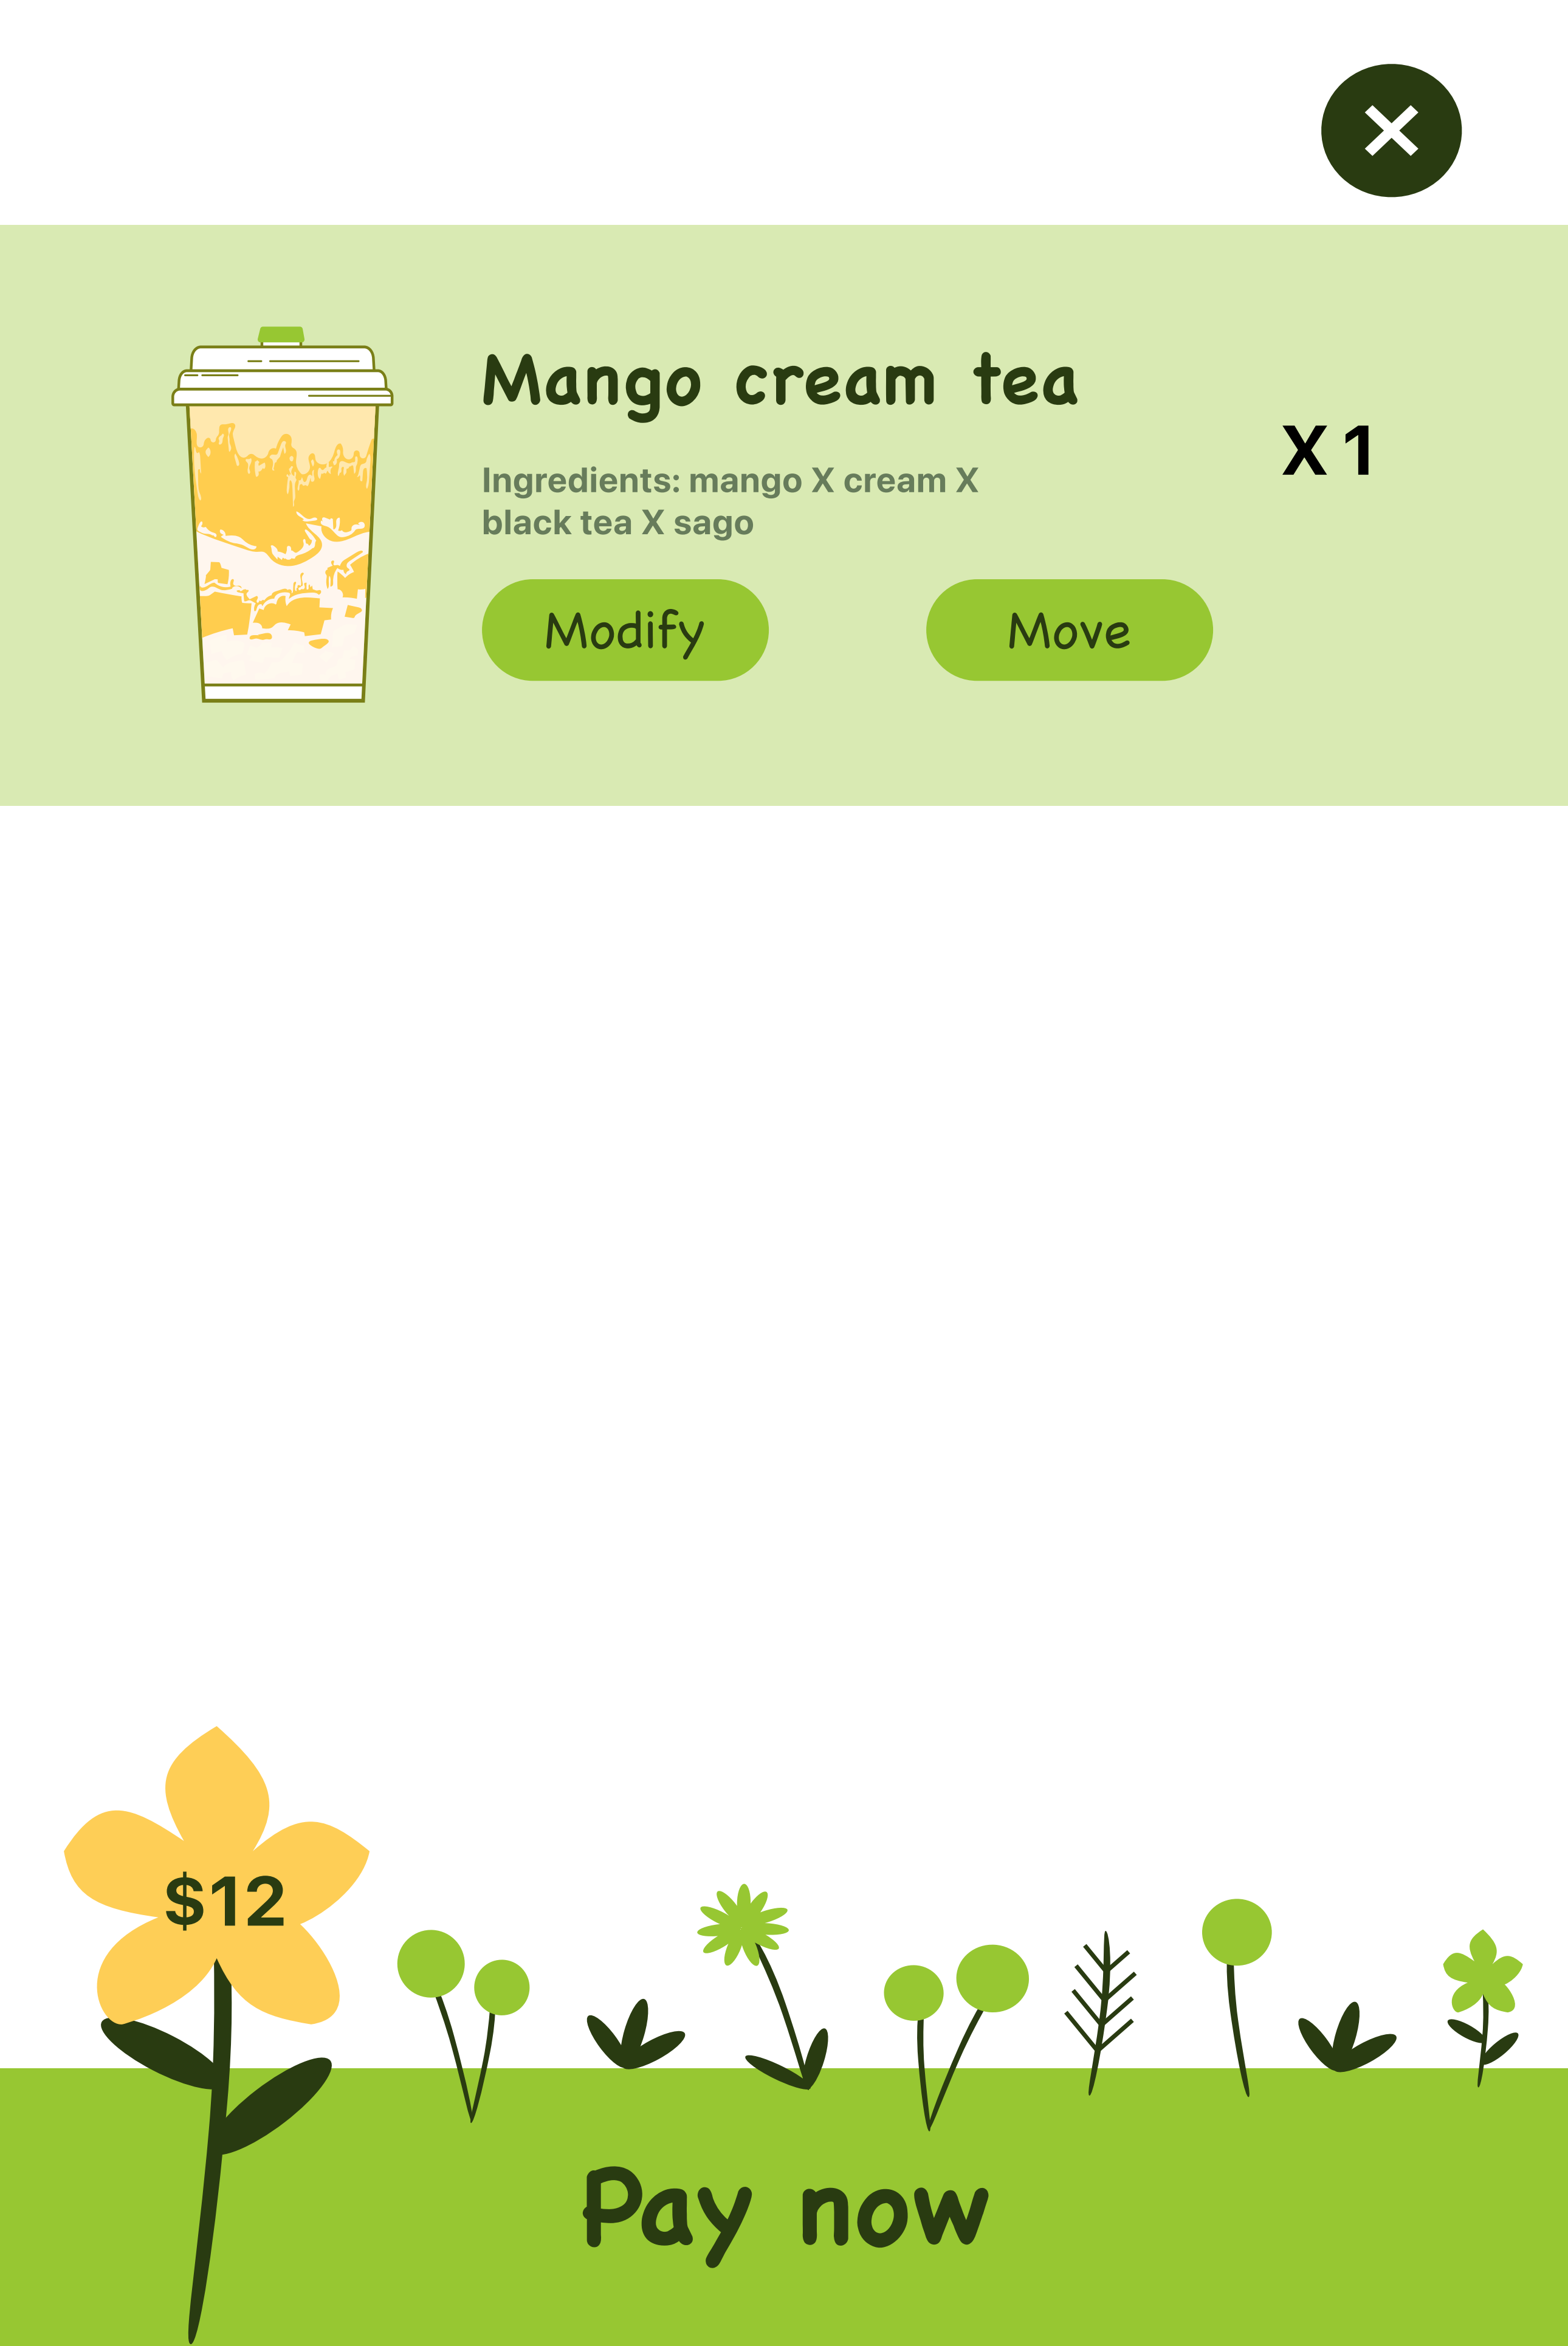 Mango cream tea
X 1
Ingredients: mango X cream X
black tea X sago
Modify
Move
$12
Pay now